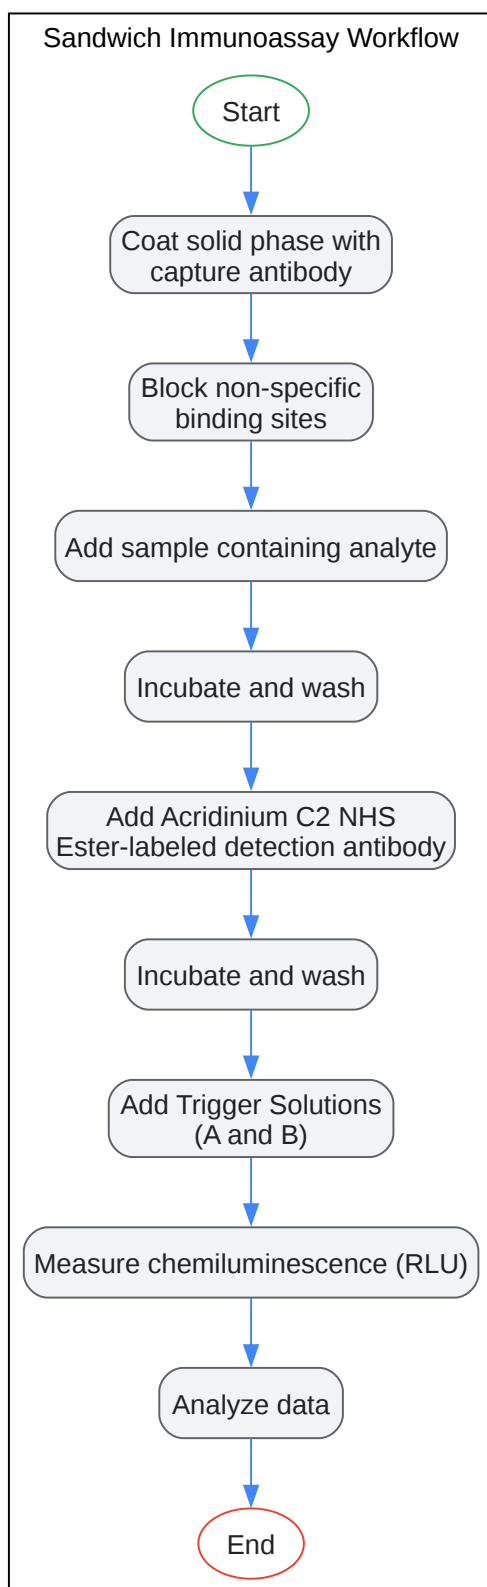 Sandwich Immunoassay Workflow
Start
Coat solid phase with
capture antibody
Block non-specific
binding sites
Add sample containing analyte
Incubate and wash
Add Acridinium C2 NHS
Ester-labeled detection antibody
Incubate and wash
Add Trigger Solutions
(A and B)
Measure chemiluminescence (RLU)
Analyze data
End